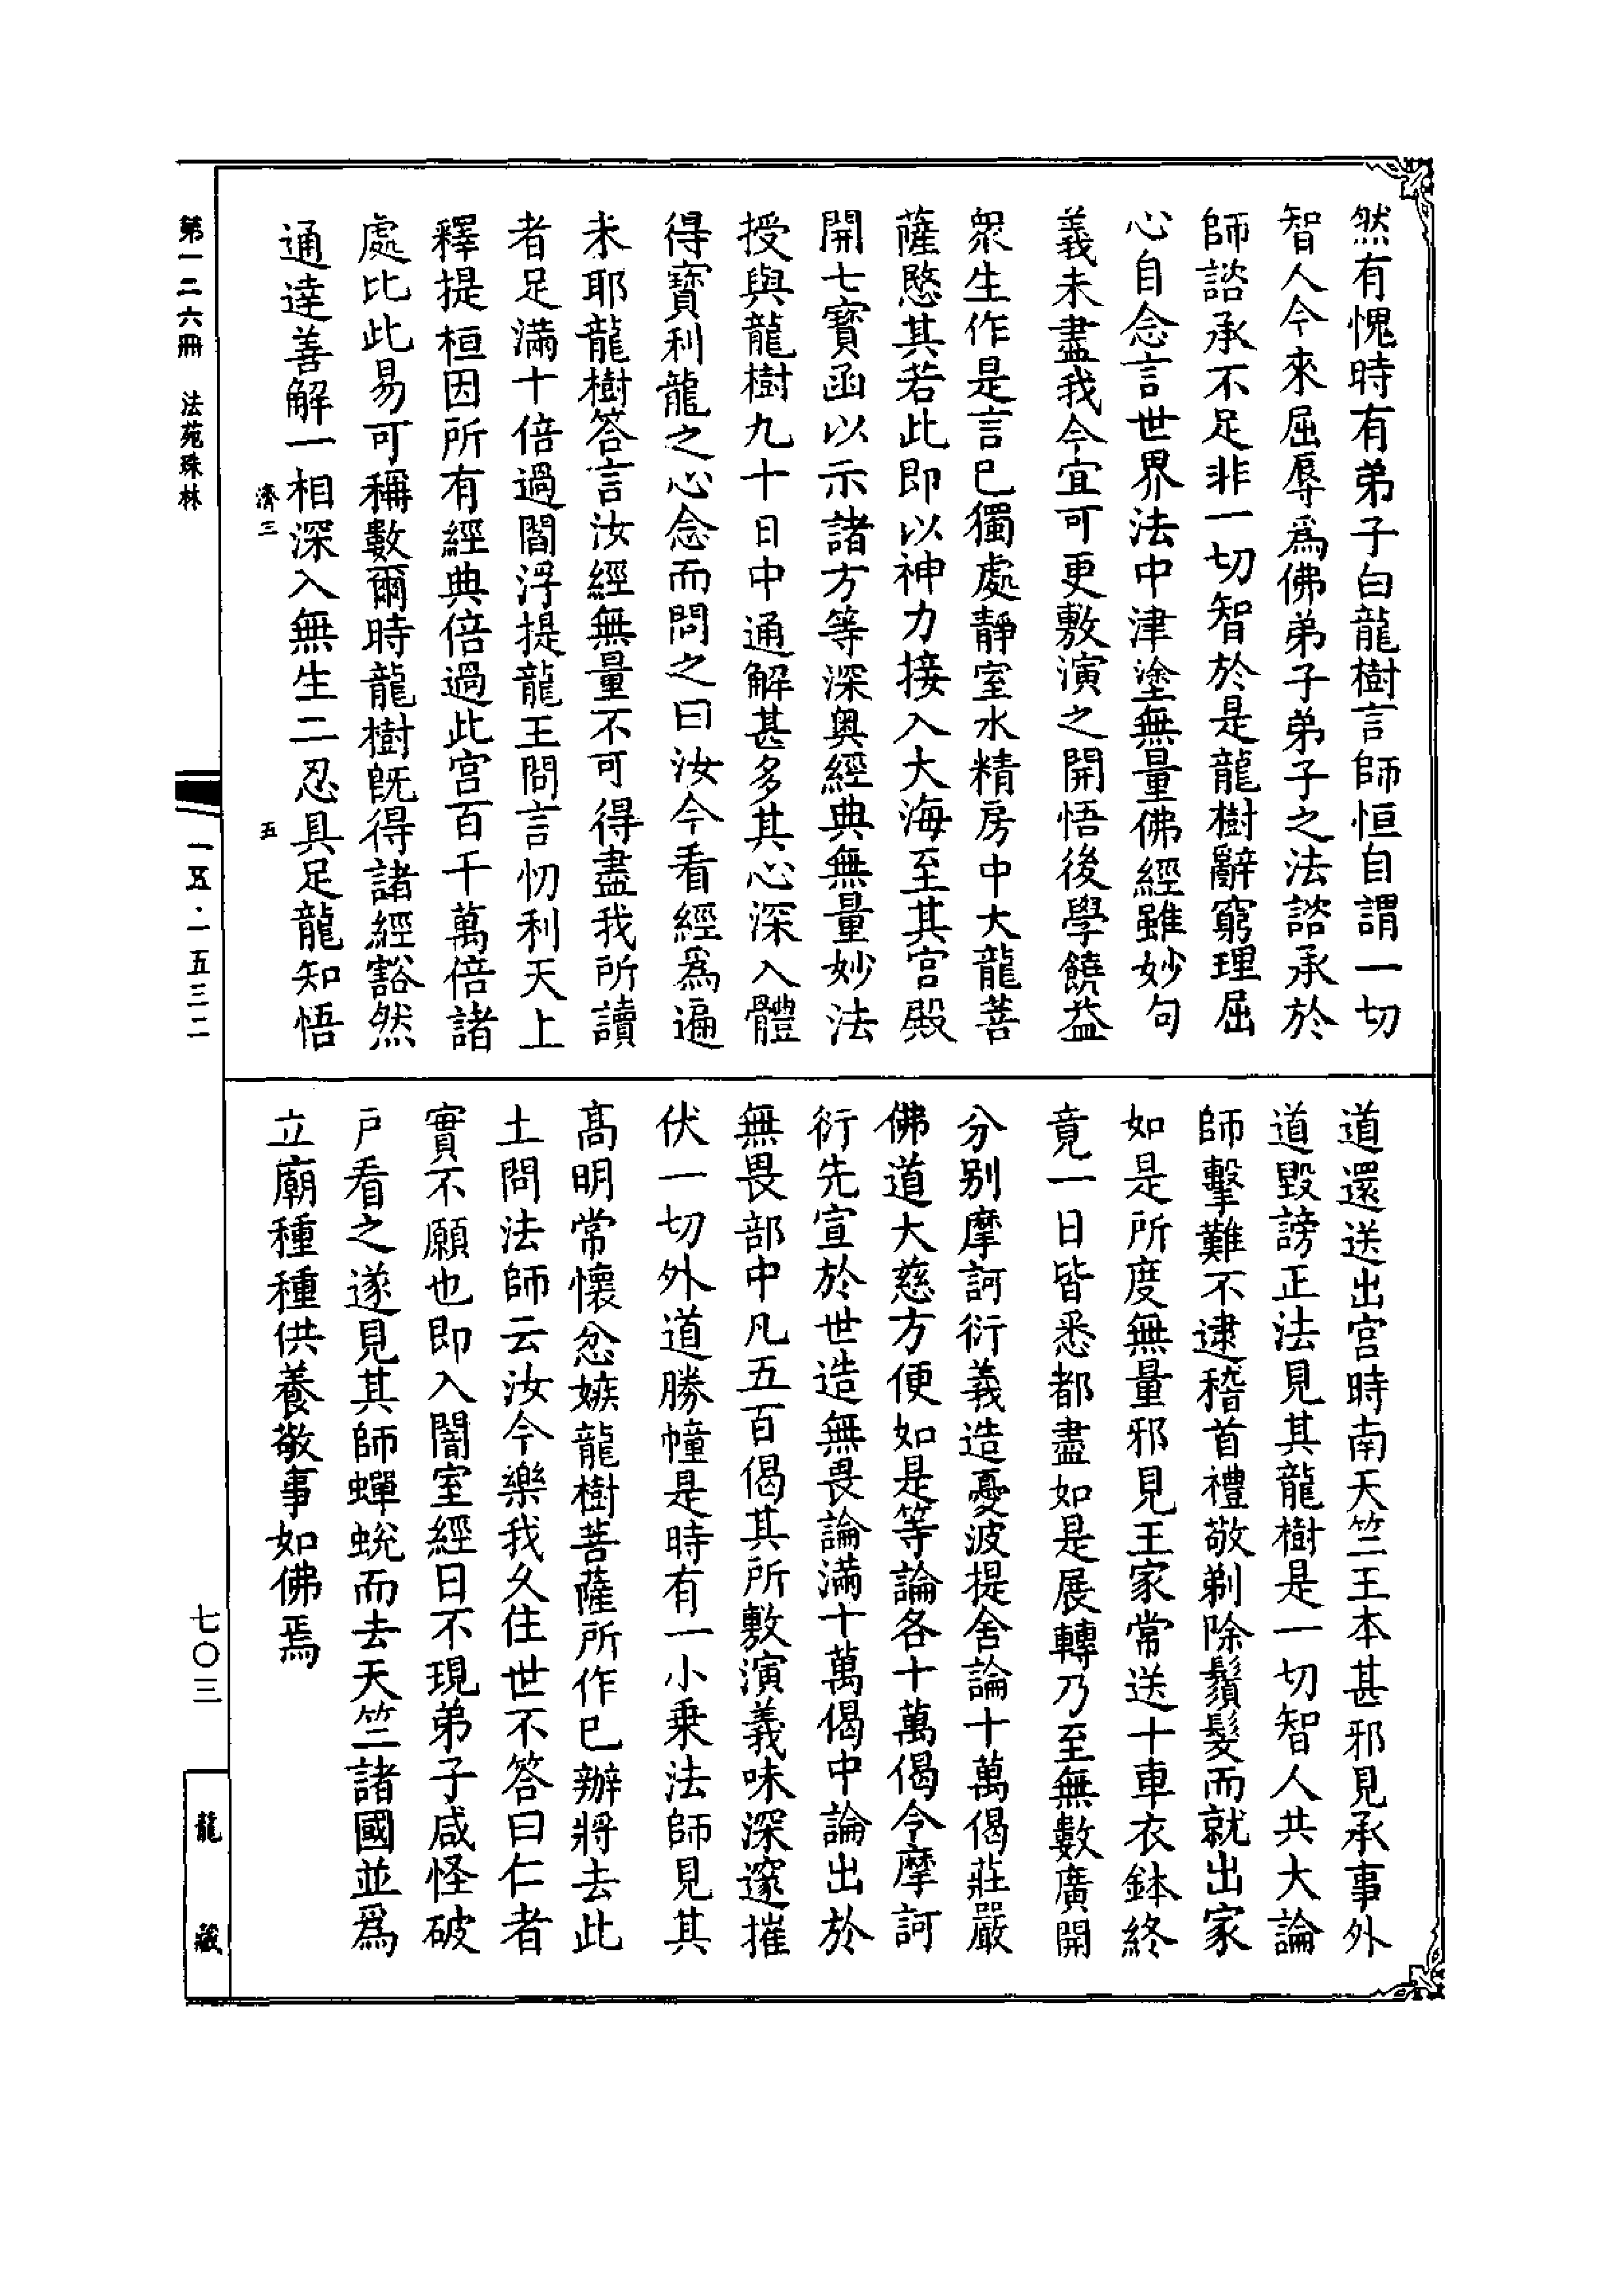 然有愧時有弟子白龍樹言師恒自謂一切
智人今來屈辱爲佛弟子弟子之法諮承於
師諮承不足非一切智於是龍樹辭窮理屈
心自念言世界法中津塗無量佛經雖妙句
義未盡我今宜可更敷演之開悟後學饒益
衆生作是言已獨處靜室水精房中大龍菩
薩愍其若此即以神力接入大海至其宮殿
開七寶函以示諸方等深奥經典無量妙法
授與龍樹九十日中通解甚多其心深入體
得寶利龍之心念而問之曰汝今看經爲遍
未耶龍樹答言汝經無量不可得盡我所讀
者足滿十倍過閻浮提龍王問言忉利天上
釋提桓因所有經典倍過此宮百千萬倍諸
處比此易可稱數爾時龍樹旣得諸經豁然
通達善解一相深入無生二忍具足龍知悟
道還送出宮時南天竺王本甚邪見承事外
道毀謗正法見其龍樹是一切智人共大論
師擊難不逮稽首禮敬剃除鬚髮而就出家
如是所度無量邪見王家常送十車衣鉢終
竟一日皆悉都盡如是展轉乃至無數廣開
分别摩訶衍義造憂波提舍論十萬偈莊嚴
佛道大慈方便如是等論各十萬偈令摩訶
衍先宣於世造無畏論滿十萬偈中論出於
無畏部中凡五百偈其所敷演義味深邃摧
伏一切外道勝幢是時有一小乗法師見其
高明常懷忿嫉龍樹菩薩所作已辦將去此
土問法師云汝今樂我久住世不答曰仁者
實不願也即入闇室經日不現弟子咸怪破
戶看之遂見其師蟬蛻而去天竺諸國並爲
立廟種種供養敬事如佛焉
濟三
五
第一二六冊 法苑珠林
一五·一五三二
七〇三
龍藏